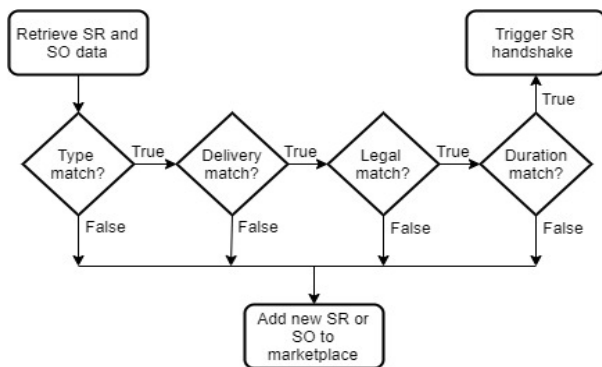 Retrieve SR and
SO data
Trigger SR
handshake
True
Type
match?
True
Delivery
match?
True
Legal
match?
True
Duration
match?
False
False
False
False
Add new SR or
SO to
marketplace